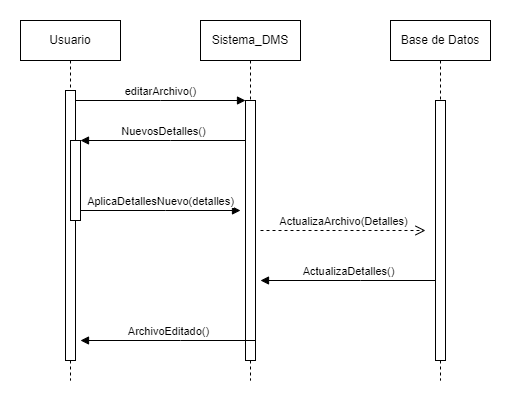 Usuario
Sistema_DMS
Base de Datos
editarArchivo()
NuevosDetalles()
AplicaDetallesNuevo(detalles)
ActualizaArchivo(Detalles)
ActualizaDetalles()
ArchivoEditado()